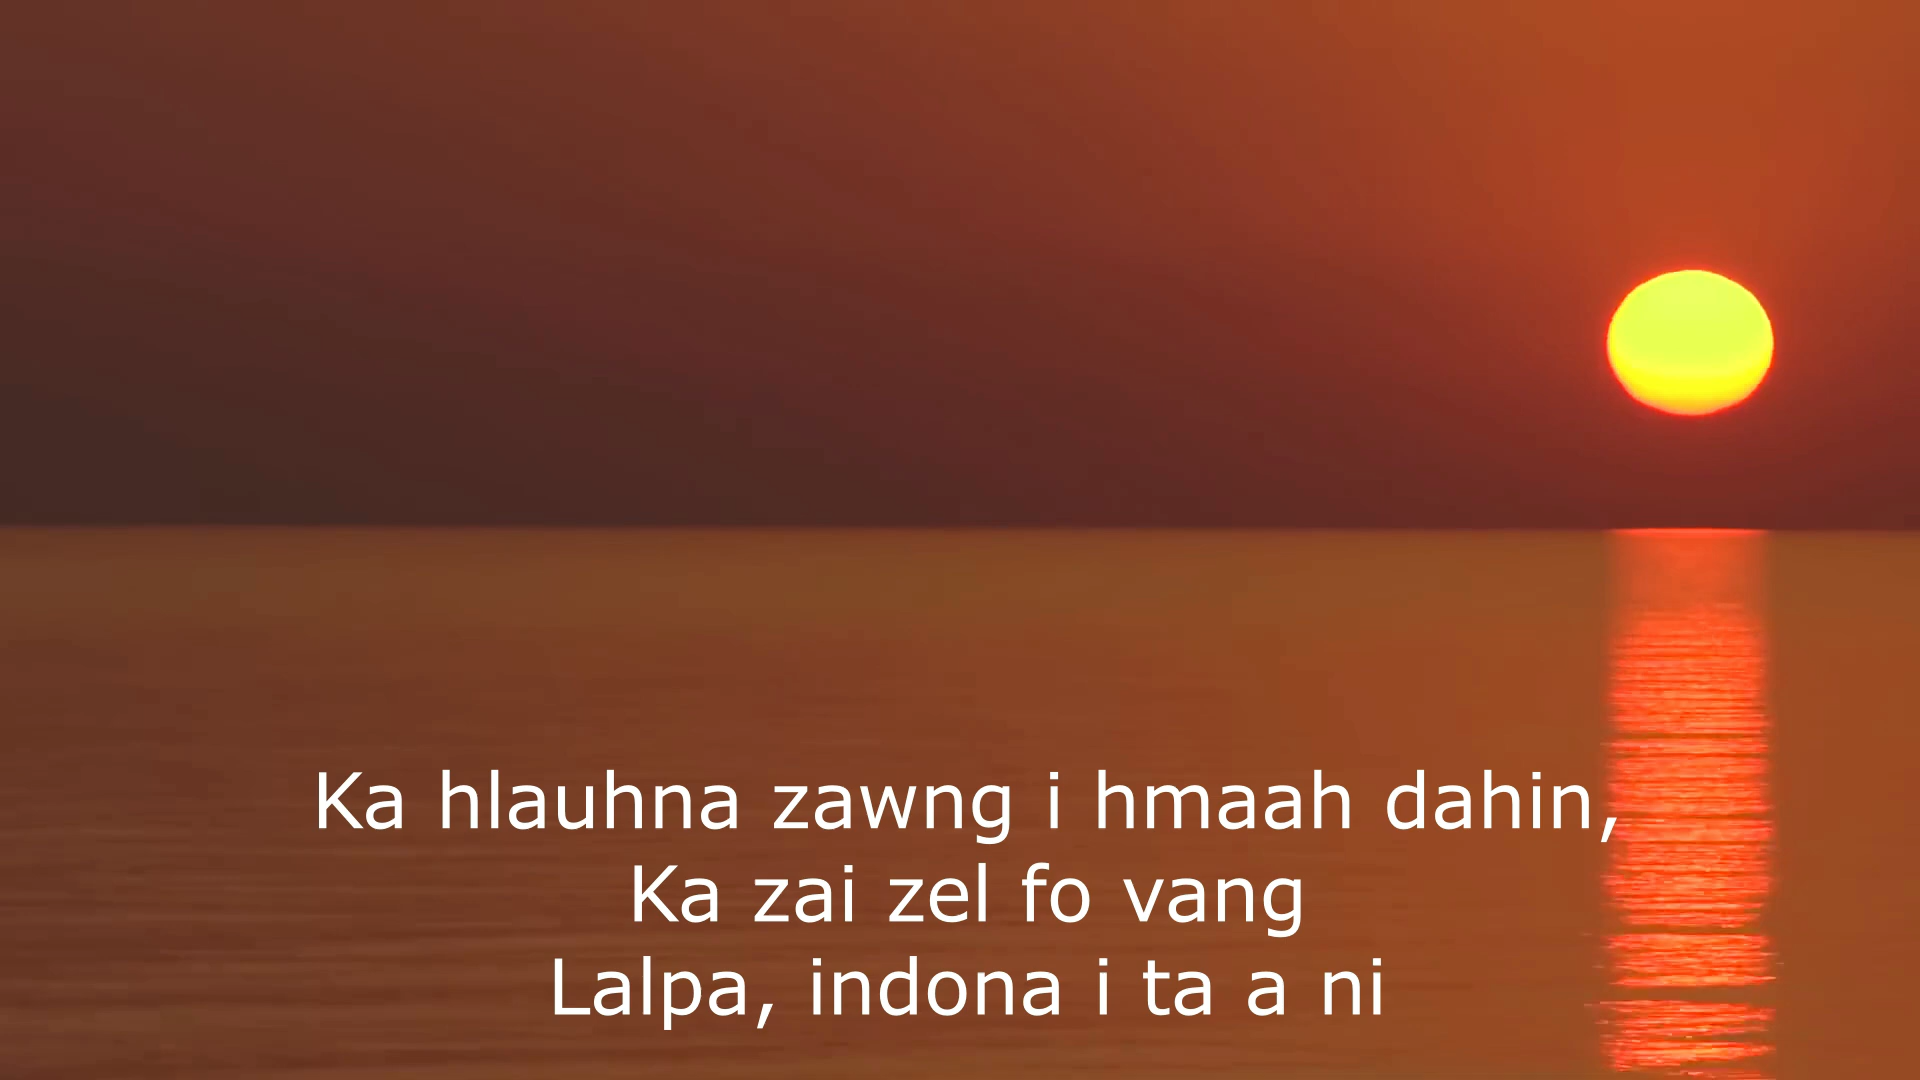 Ka hlauhna zawng i hmaah dahin,
Ka zai zel fo vang
Lalpa, indona i ta a ni